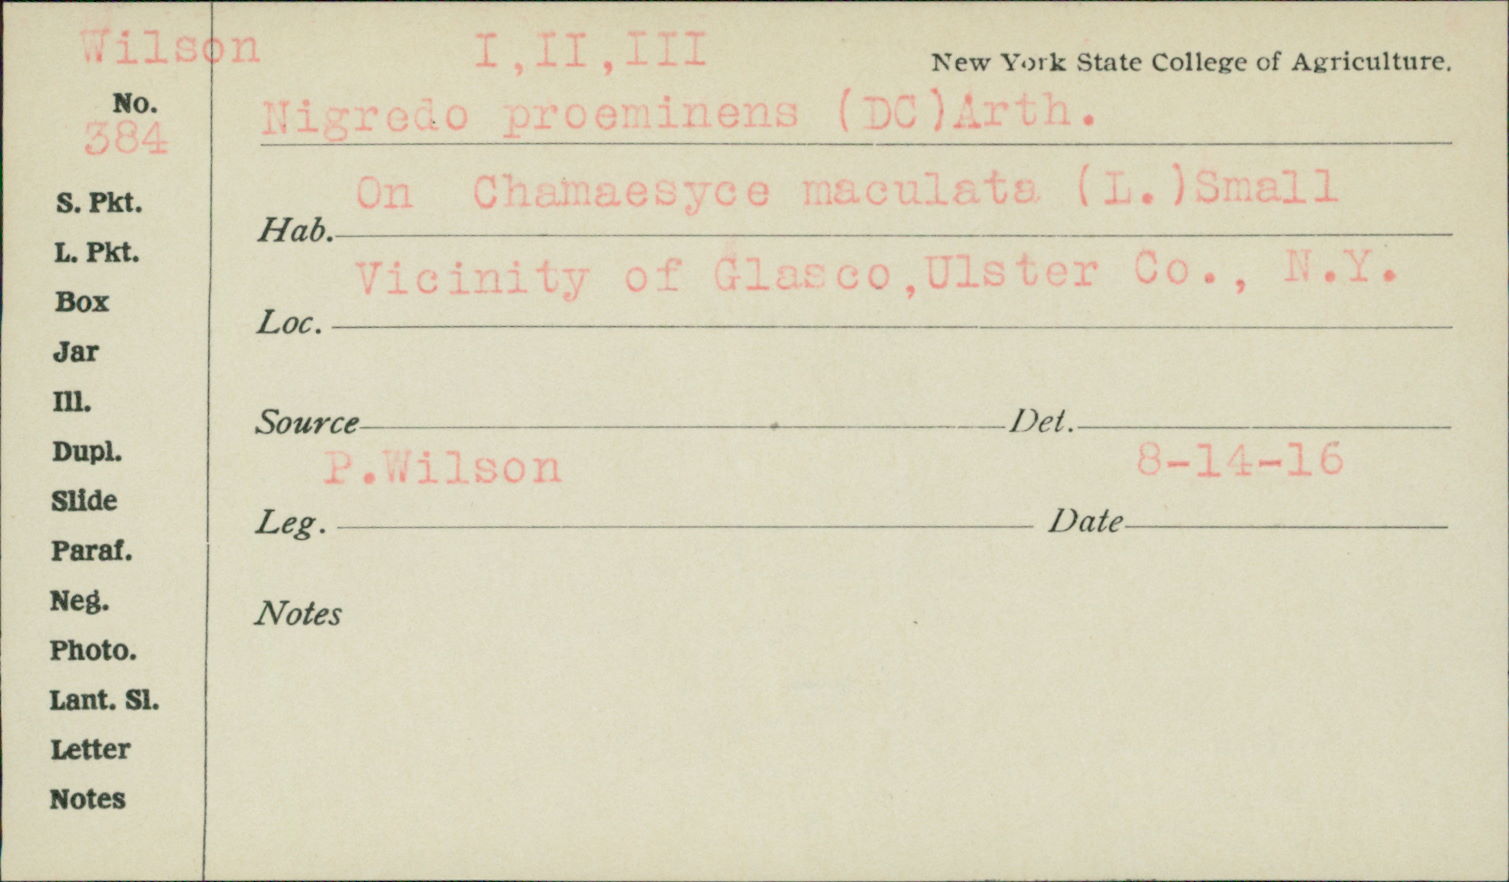 Wilson I,II,III New York State College of Agriculture.
No.
384
Nigredo proeminens (DC)Arth.
S. Pkt.
L. Pkt.
Box
Jar
Ill.
Dupl.
Slide
Paraf.
Neg.
Photo.
Lant. Sl.
Letter
Notes
On Chamaesyce maculata (L.)Small
Hab.
Vicinity of Glasco,Ulster Co., N.Y.
Loc.
Source Det.
P.Wilson 8-14-16
Leg. Date
Notes